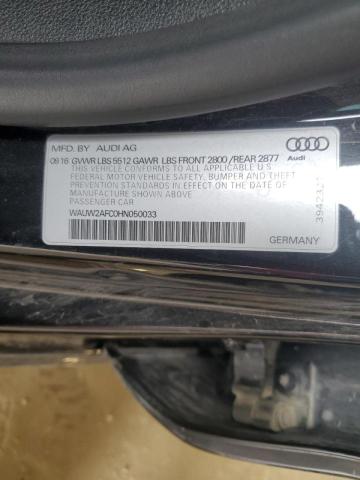 MFD. BY AUDI AG
09.16 GVWR LBS 5512 GAWR LBS FRONT 2800 /REAR 2877
THIS VEHICLE CONFORMS TO ALL APPLICABLE U.S
FEDERAL MOTOR VEHICLE SAFETY, BUMPER AND THEFT
PREVENTION STANDARDS IN EFFECT ON THE DATE OF
MANUFACTURE SHOWN ABOVE
PASSENGER CAR
WAUW2AFC0HN050033
Audi
GERMANY